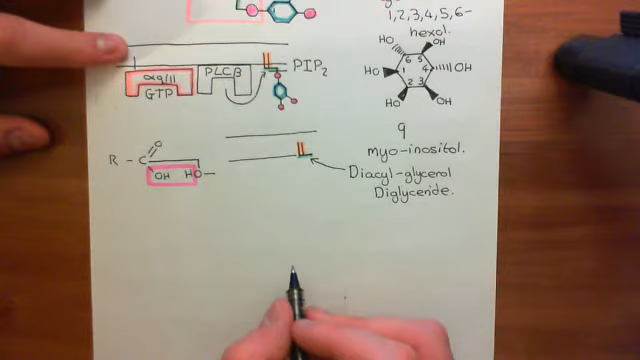 1,2,3,4,5,6-
hexol.
αq/11
GTP
PLCβ
PIP2
HO
OH
6
5
HO
1
4
OH
2
3
HO
OH
9
myo-inositol.
R - C
O
OH
HO
Diacyl-glycerol
Diglyceride.